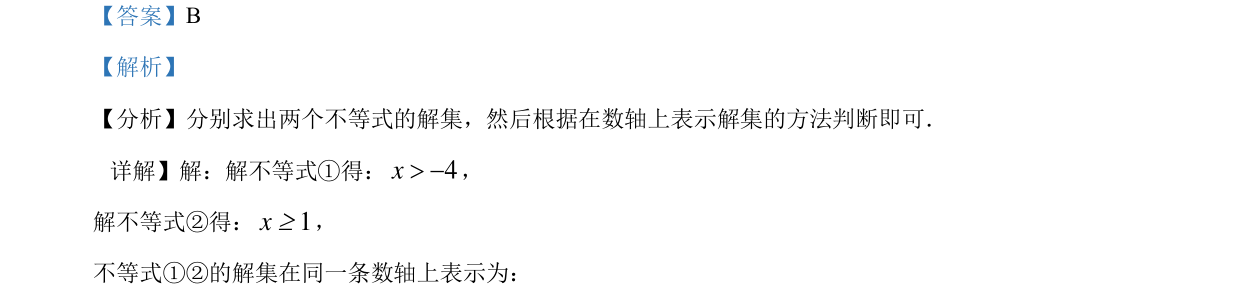 【答案】B
【解析】
【分析】分别求出两个不等式的解集，然后根据在数轴上表示解集的方法判断即可．
详解】解：解不等式①得：x＞−4，
解不等式②得：x≥1，
不等式①②的解集在同一条数轴上表示为：